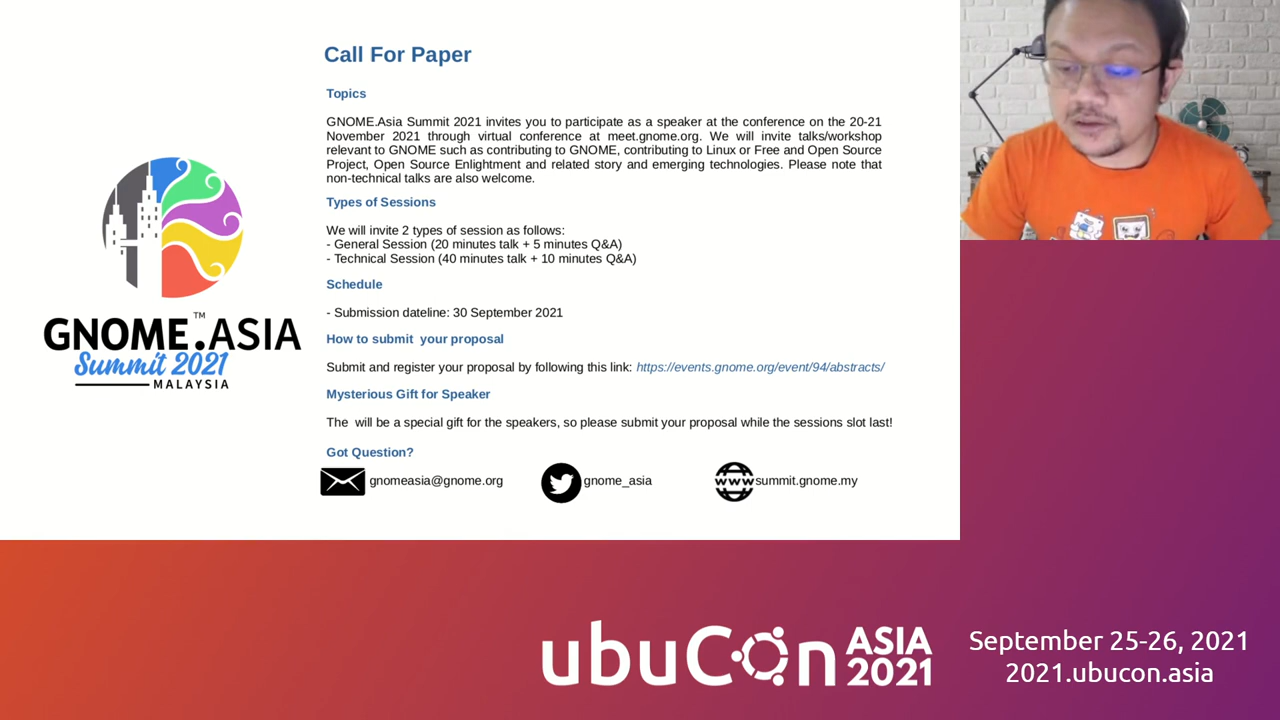 Call For Paper
Topics
GNOME.Asia Summit 2021 invites you to participate as a speaker at the conference on the 20-21
November 2021 through virtual conference at meet.gnome.org. We will invite talks/workshop
relevant to GNOME such as contributing to GNOME, contributing to Linux or Free and Open Source
Project, Open Source Enlightment and related story and emerging technologies. Please note that
non-technical talks are also welcome.
Types of Sessions
We will invite 2 types of session as follows:
- General Session (20 minutes talk + 5 minutes Q&A)
- Technical Session (40 minutes talk + 10 minutes Q&A)
Schedule
- Submission dateline: 30 September 2021
How to submit  your proposal
Submit and register your proposal by following this link: https://events.gnome.org/event/94/abstracts/
Mysterious Gift for Speaker
The  will be a special gift for the speakers, so please submit your proposal while the sessions slot last!
Got Question?
gnomeasia@gnome.org
gnome_asia
www
summit.gnome.my
GNOME.ASIA™
Summit 2021
MALAYSIA
ubuCon ASIA 2021
September 25-26, 2021
2021.ubucon.asia